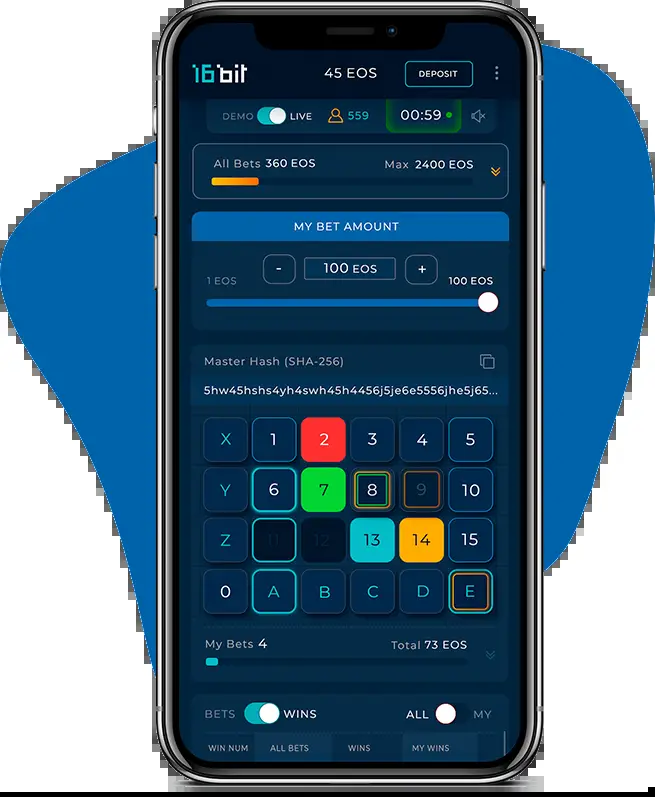 16 bit 45 EOS DEPOSIT
DEMO LIVE 559 00:59
All Bets 360 EOS Max 2400 EOS
MY BET AMOUNT
- 100 EOS +
1 EOS 100 EOS
Master Hash (SHA-256)
5hw45hshs4yh4swh45h4456j5je6e5556jhe5j65...
X 1 2 3 4 5
Y 6 7 8 9 10
Z 11 12 13 14 15
0 A B C D E
My Bets 4 Total 73 EOS
BETS WINS ALL MY
WIN NUM ALL BETS WINS MY WINS